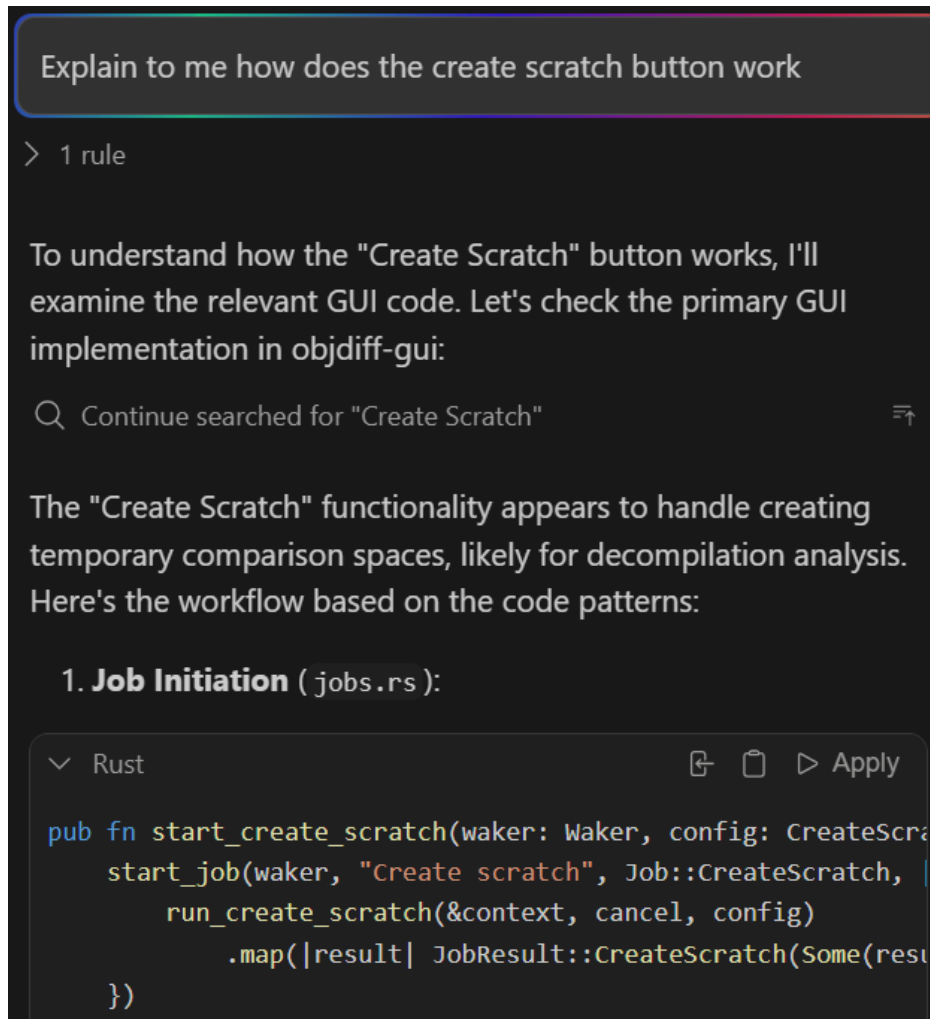 Explain to me how does the create scratch button work
1 rule
To understand how the "Create Scratch" button works, I'll
examine the relevant GUI code. Let's check the primary GUI
implementation in objdiff-gui:
Continue searched for "Create Scratch"
The "Create Scratch" functionality appears to handle creating
temporary comparison spaces, likely for decompilation analysis.
Here's the workflow based on the code patterns:
1. Job Initiation (jobs.rs):
Rust Apply
pub fn start_create_scratch(waker: Waker, config: CreateScra
start_job(waker, "Create scratch", Job::CreateScratch, |
run_create_scratch(&context, cancel, config)
.map(|result| JobResult::CreateScratch(Some(resu
})